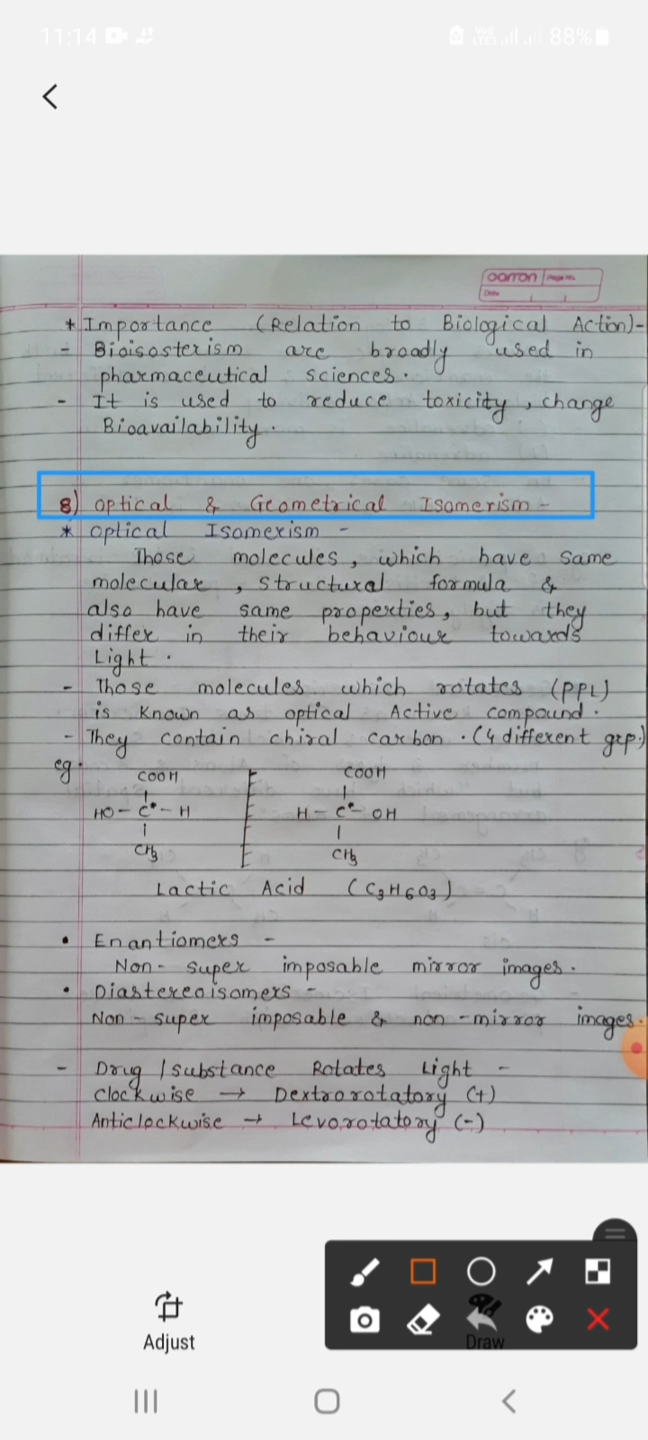 11:14
88%
oarron
Page No.
Date
* Importance (Relation to Biological Action)-
- Bioisosterism are broadly used in
pharmaceutical sciences.
- It is used to reduce toxicity, change
Bioavailability.
8) optical & Geometrical Isomerism -
* optical Isomerism -
Those molecules, which have same
molecular, structural formula &
also have same properties, but they
differ in their behaviour towards
Light.
- Those molecules which rotates (PPL)
is known as optical Active compound.
- They contain chiral carbon. (4 different grp.)
eg.
COOH COOH
HO - C* - H H - C* - OH
CH3 CH3
Lactic Acid (C3H6O3)
• Enantiomers -
Non - super imposable mirror images.
• Diastereoisomers -
Non - super imposable & non - mirror images.
- Drug / substance Rotates Light -
clockwise → Dextrorotatory (+)
Anticlockwise → Levorotatory (-)
Adjust
Draw